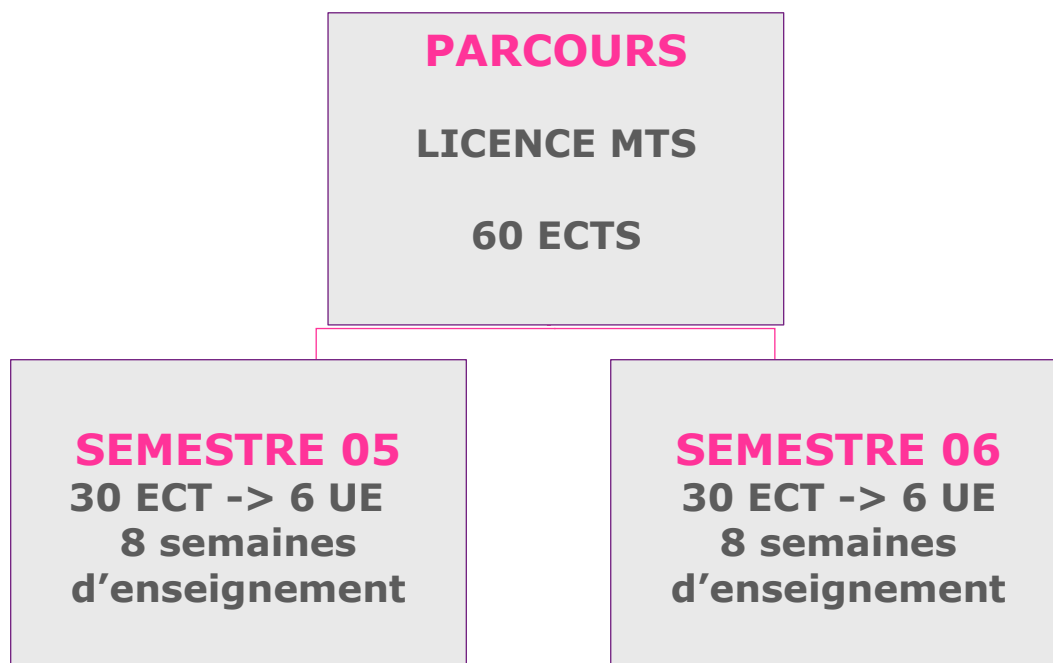 PARCOURS
LICENCE MTS
60 ECTS
SEMESTRE 05
30 ECT -> 6 UE
8 semaines
d’enseignement
SEMESTRE 06
30 ECT -> 6 UE
8 semaines
d’enseignement